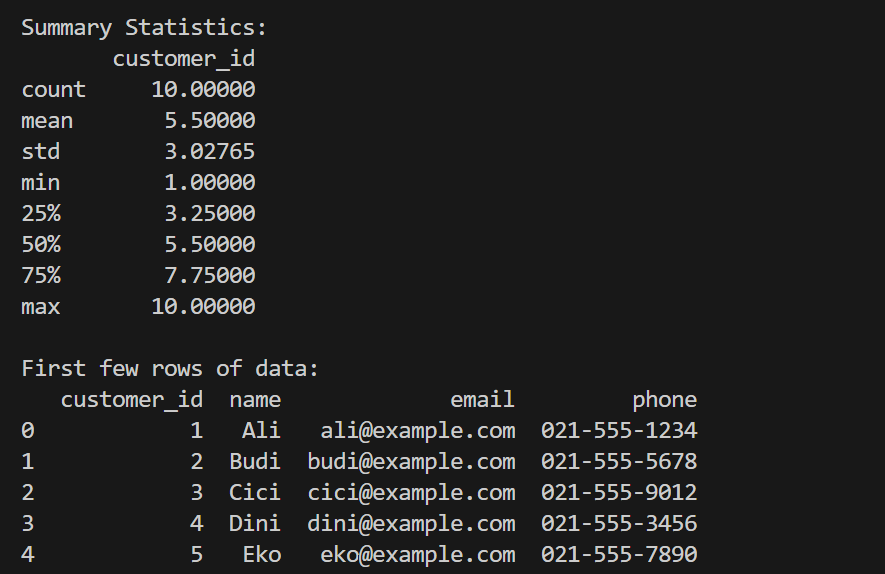 Summary Statistics:
       customer_id
count     10.00000
mean       5.50000
std        3.02765
min        1.00000
25%        3.25000
50%        5.50000
75%        7.75000
max       10.00000

First few rows of data:
   customer_id  name             email         phone
0            1   Ali   ali@example.com  021-555-1234
1            2  Budi  budi@example.com  021-555-5678
2            3  Cici  cici@example.com  021-555-9012
3            4  Dini  dini@example.com  021-555-3456
4            5   Eko   eko@example.com  021-555-7890